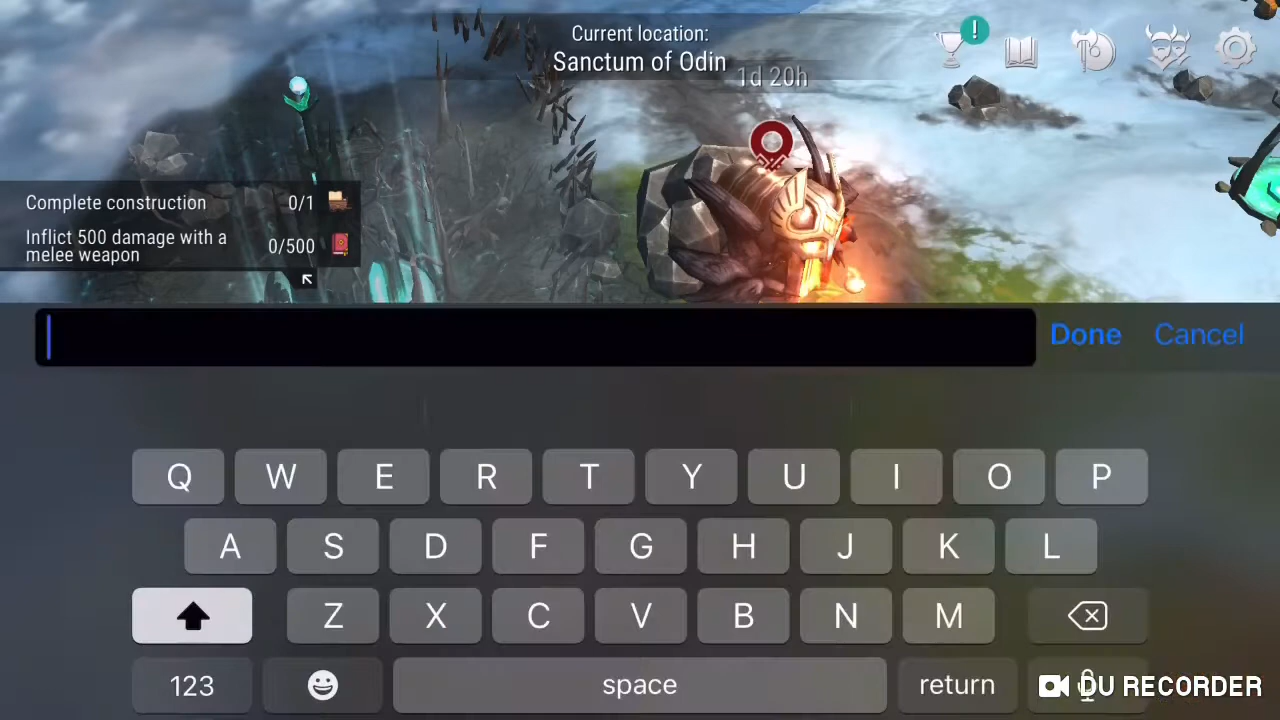 Current location:
Sanctum of Odin
1d 20h
!
Complete construction 0/1
Inflict 500 damage with a
melee weapon 0/500
Done Cancel
Q W E R T Y U I O P
A S D F G H J K L
Z X C V B N M
123 space return
DU RECORDER